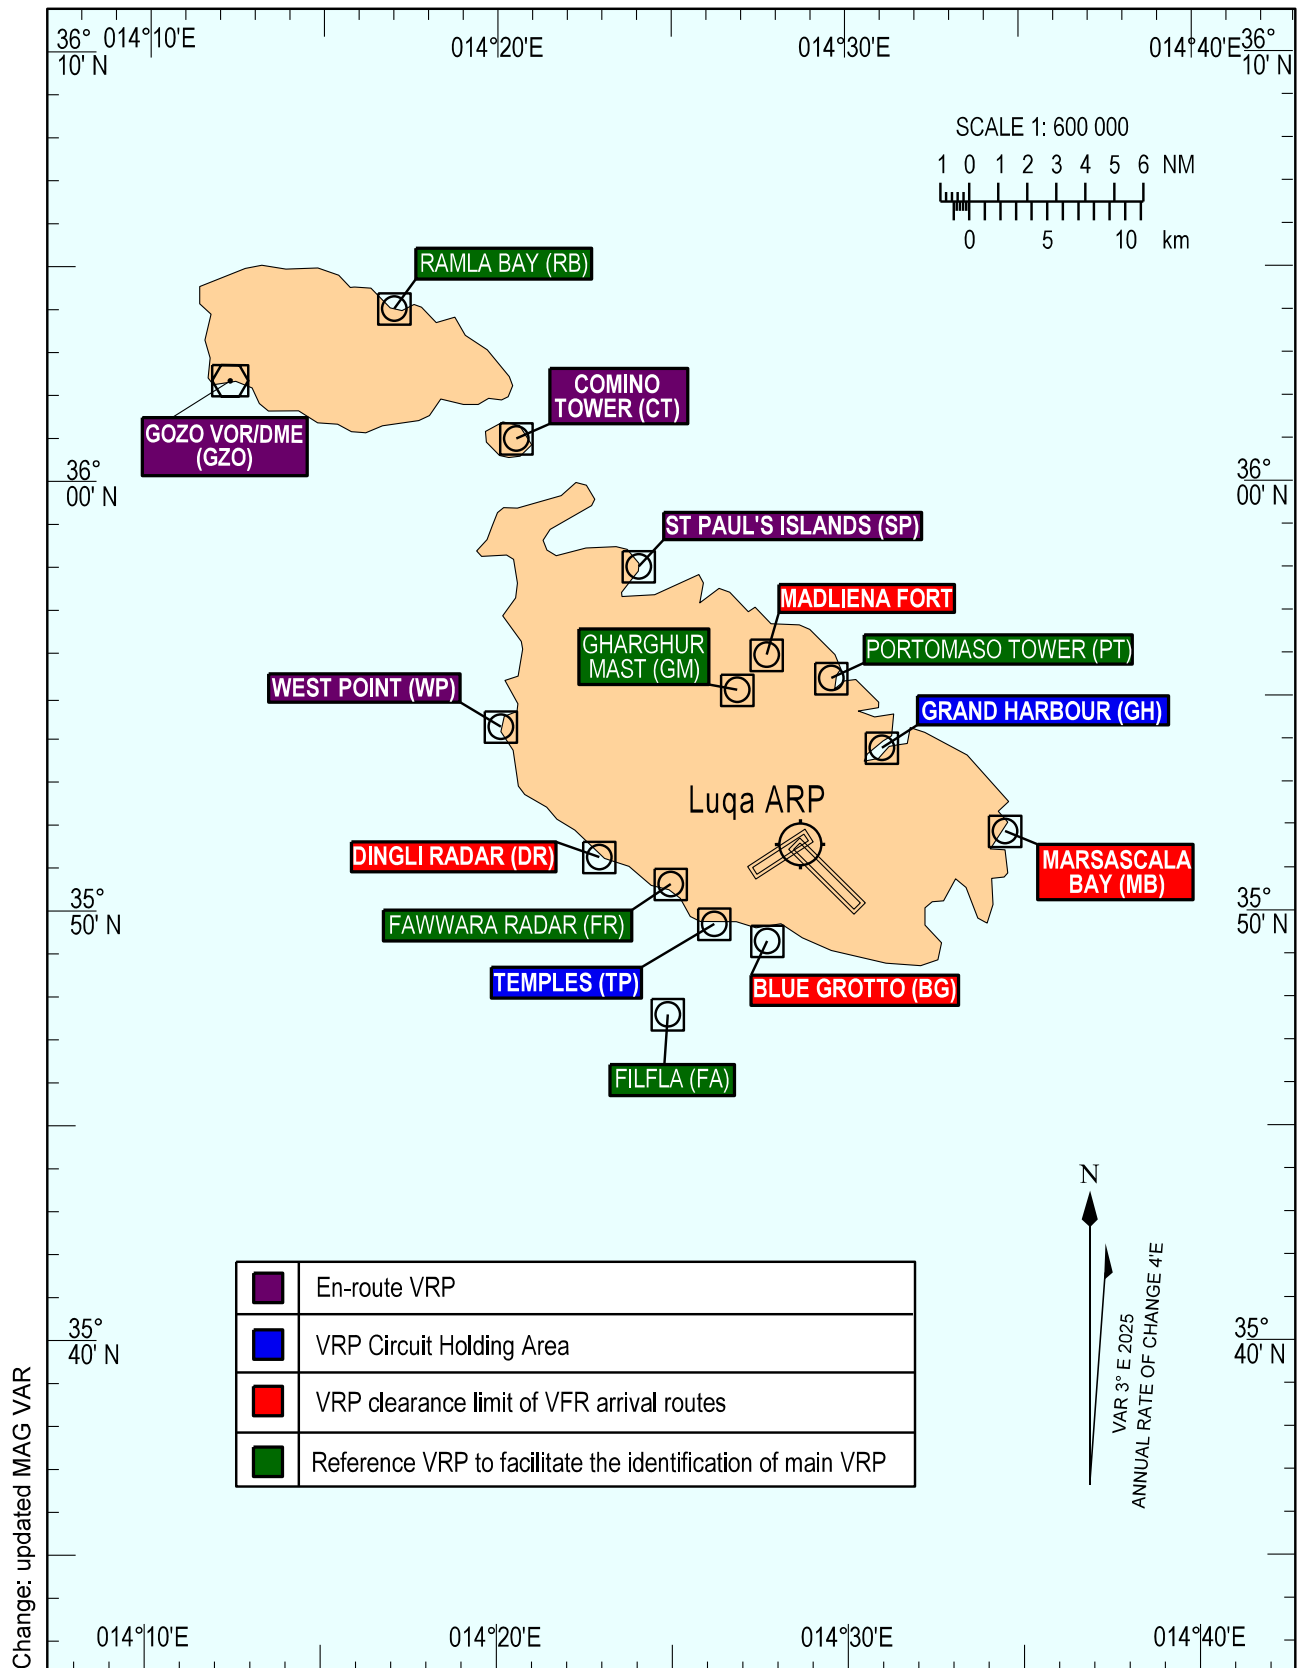 36°
10' N
014°10'E
014°20'E
014°30'E
014°40'E
36°
10' N
SCALE 1: 600 000
1 0 1 2 3 4 5 6 NM
0 5 10 km
RAMLA BAY (RB)
COMINO
TOWER (CT)
GOZO VOR/DME
(GZO)
36°
00' N
36°
00' N
ST PAUL'S ISLANDS (SP)
MADLIENA FORT
GHARGHUR
MAST (GM)
PORTOMASO TOWER (PT)
WEST POINT (WP)
GRAND HARBOUR (GH)
Luqa ARP
DINGLI RADAR (DR)
MARSASCALA
BAY (MB)
35°
50' N
35°
50' N
FAWWARA RADAR (FR)
TEMPLES (TP)
BLUE GROTTO (BG)
FILFLA (FA)
N
VAR 3° E 2025
ANNUAL RATE OF CHANGE 4'E
En-route VRP
VRP Circuit Holding Area
VRP clearance limit of VFR arrival routes
Reference VRP to facilitate the identification of main VRP
35°
40' N
35°
40' N
Change: updated MAG VAR
014°10'E
014°20'E
014°30'E
014°40'E